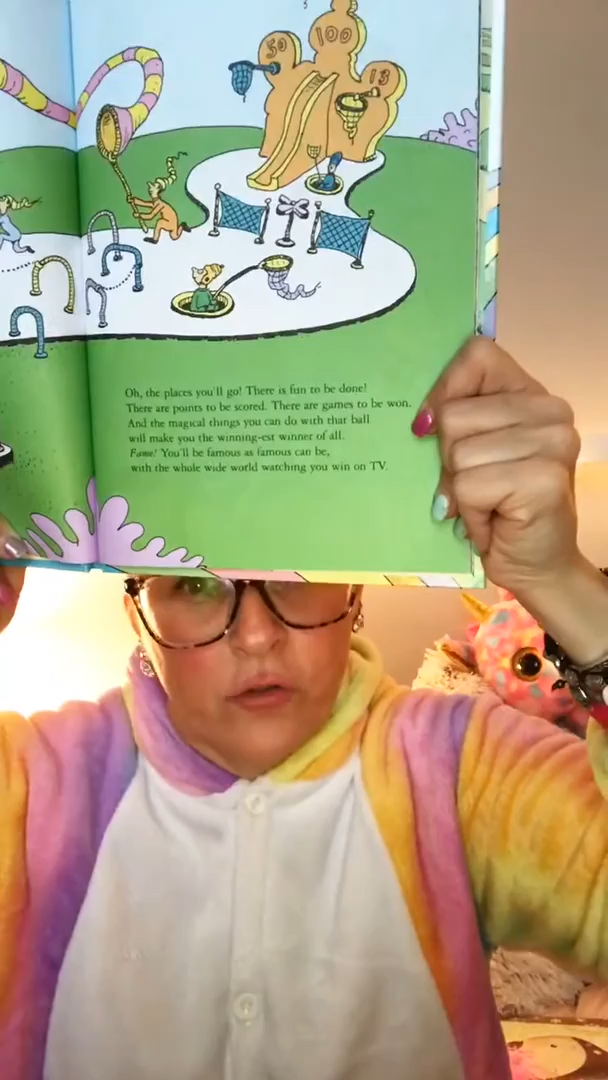 50
100
13
Oh, the places you'll go! There is fun to be done!
There are points to be scored. There are games to be won.
And the magical things you can do with that ball
will make you the winning-est winner of all.
Fame! You'll be famous as famous can be,
with the whole wide world watching you win on TV.